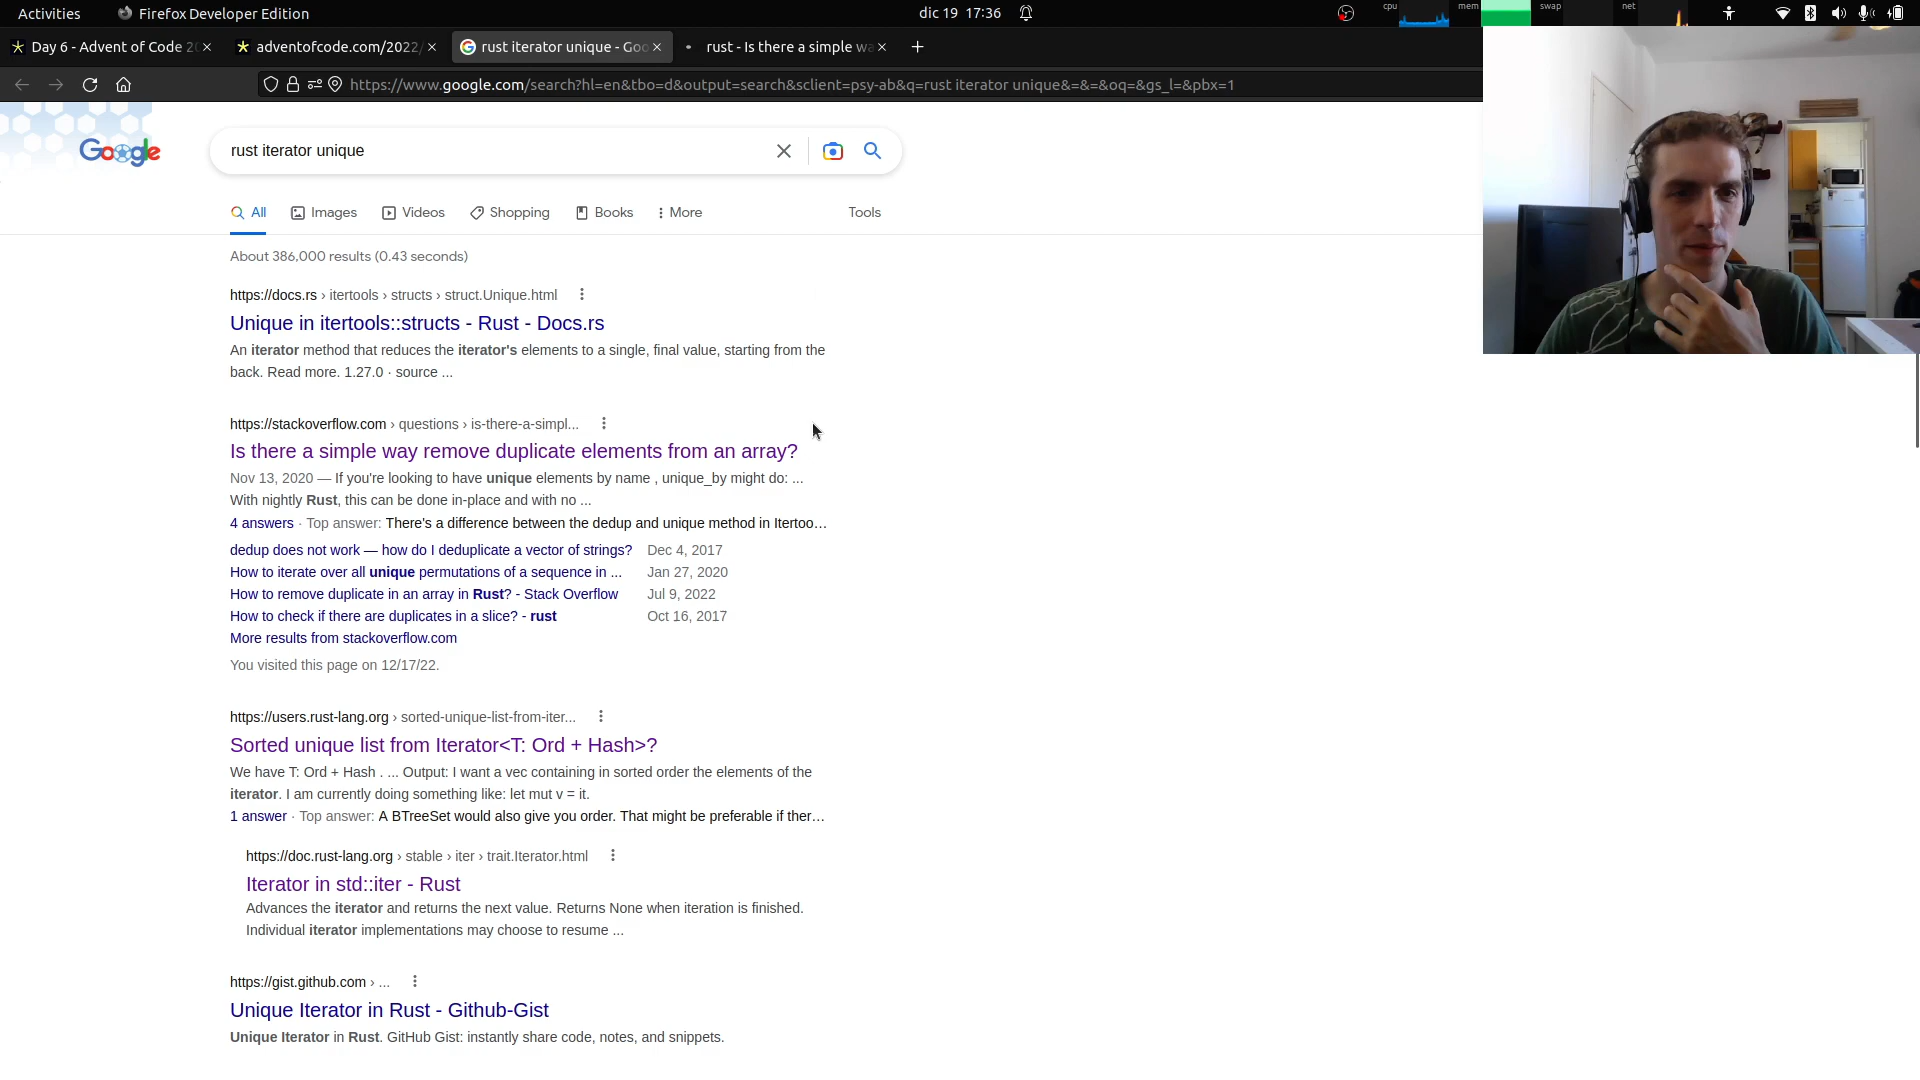 Activities
Firefox Developer Edition
dic 19 17:36
cpu
mem
swap
net
Day 6 - Advent of Code 2
adventofcode.com/2022/
rust iterator unique - Goo
rust - Is there a simple wa
https://www.google.com/search?hl=en&tbo=d&output=search&sclient=psy-ab&q=rust iterator unique&=&=&oq=&gs_l=&pbx=1
Google
rust iterator unique
All
Images
Videos
Shopping
Books
More
Tools
About 386,000 results (0.43 seconds)
https://docs.rs › itertools › structs › struct.Unique.html
Unique in itertools::structs - Rust - Docs.rs
An iterator method that reduces the iterator's elements to a single, final value, starting from the
back. Read more. 1.27.0 · source ...
https://stackoverflow.com › questions › is-there-a-simpl...
Is there a simple way remove duplicate elements from an array?
Nov 13, 2020 — If you're looking to have unique elements by name , unique_by might do: ...
With nightly Rust, this can be done in-place and with no ...
4 answers · Top answer: There's a difference between the dedup and unique method in Itertoo…
dedup does not work — how do I deduplicate a vector of strings? Dec 4, 2017
How to iterate over all unique permutations of a sequence in ... Jan 27, 2020
How to remove duplicate in an array in Rust? - Stack Overflow Jul 9, 2022
How to check if there are duplicates in a slice? - rust Oct 16, 2017
More results from stackoverflow.com
You visited this page on 12/17/22.
https://users.rust-lang.org › sorted-unique-list-from-iter...
Sorted unique list from Iterator<T: Ord + Hash>?
We have T: Ord + Hash . ... Output: I want a vec containing in sorted order the elements of the
iterator. I am currently doing something like: let mut v = it.
1 answer · Top answer: A BTreeSet would also give you order. That might be preferable if ther…
https://doc.rust-lang.org › stable › iter › trait.Iterator.html
Iterator in std::iter - Rust
Advances the iterator and returns the next value. Returns None when iteration is finished.
Individual iterator implementations may choose to resume ...
https://gist.github.com › ...
Unique Iterator in Rust - Github-Gist
Unique Iterator in Rust. GitHub Gist: instantly share code, notes, and snippets.